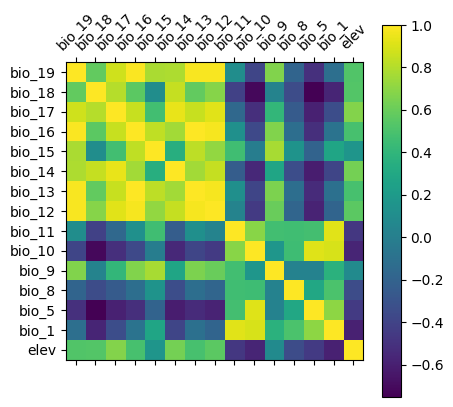 bio_19 bio_18 bio_17 bio_16 bio_15 bio_14 bio_13 bio_12 bio_11 bio_10 bio_9 bio_8 bio_5 bio_1 elev
bio_19
bio_18
bio_17
bio_16
bio_15
bio_14
bio_13
bio_12
bio_11
bio_10
bio_9
bio_8
bio_5
bio_1
elev
1.0
0.8
0.6
0.4
0.2
0.0
−0.2
−0.4
−0.6